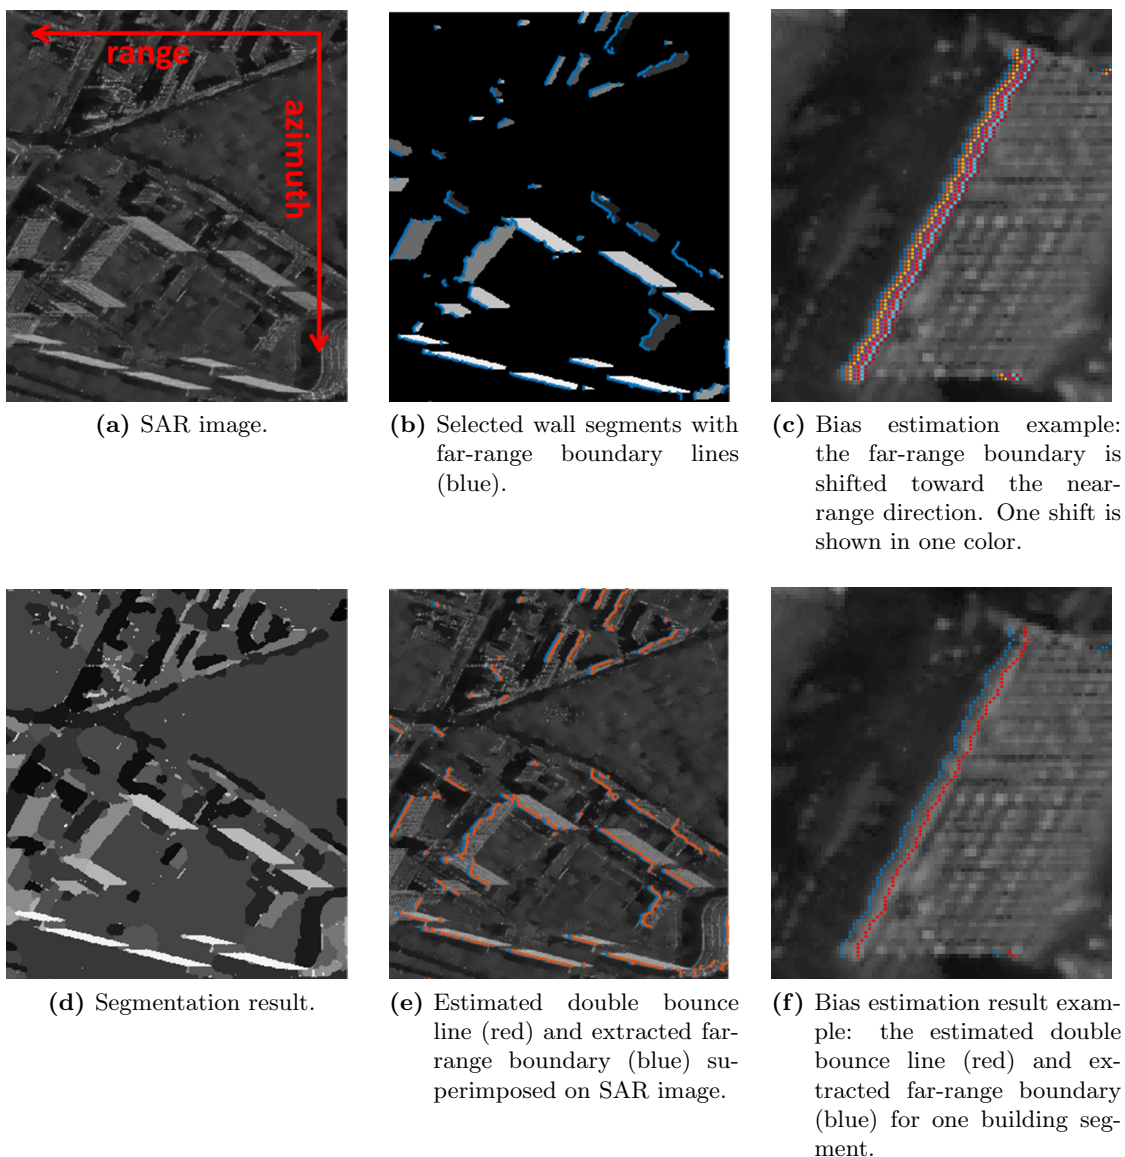 range
azimuth
(a) SAR image.
(b) Selected wall segments with
far-range boundary lines
(blue).
(c) Bias estimation example:
the far-range boundary is
shifted toward the near-
range direction. One shift is
shown in one color.
(d) Segmentation result.
(e) Estimated double bounce
line (red) and extracted far-
range boundary (blue) su-
perimposed on SAR image.
(f) Bias estimation result exam-
ple: the estimated double
bounce line (red) and ex-
tracted far-range boundary
(blue) for one building seg-
ment.